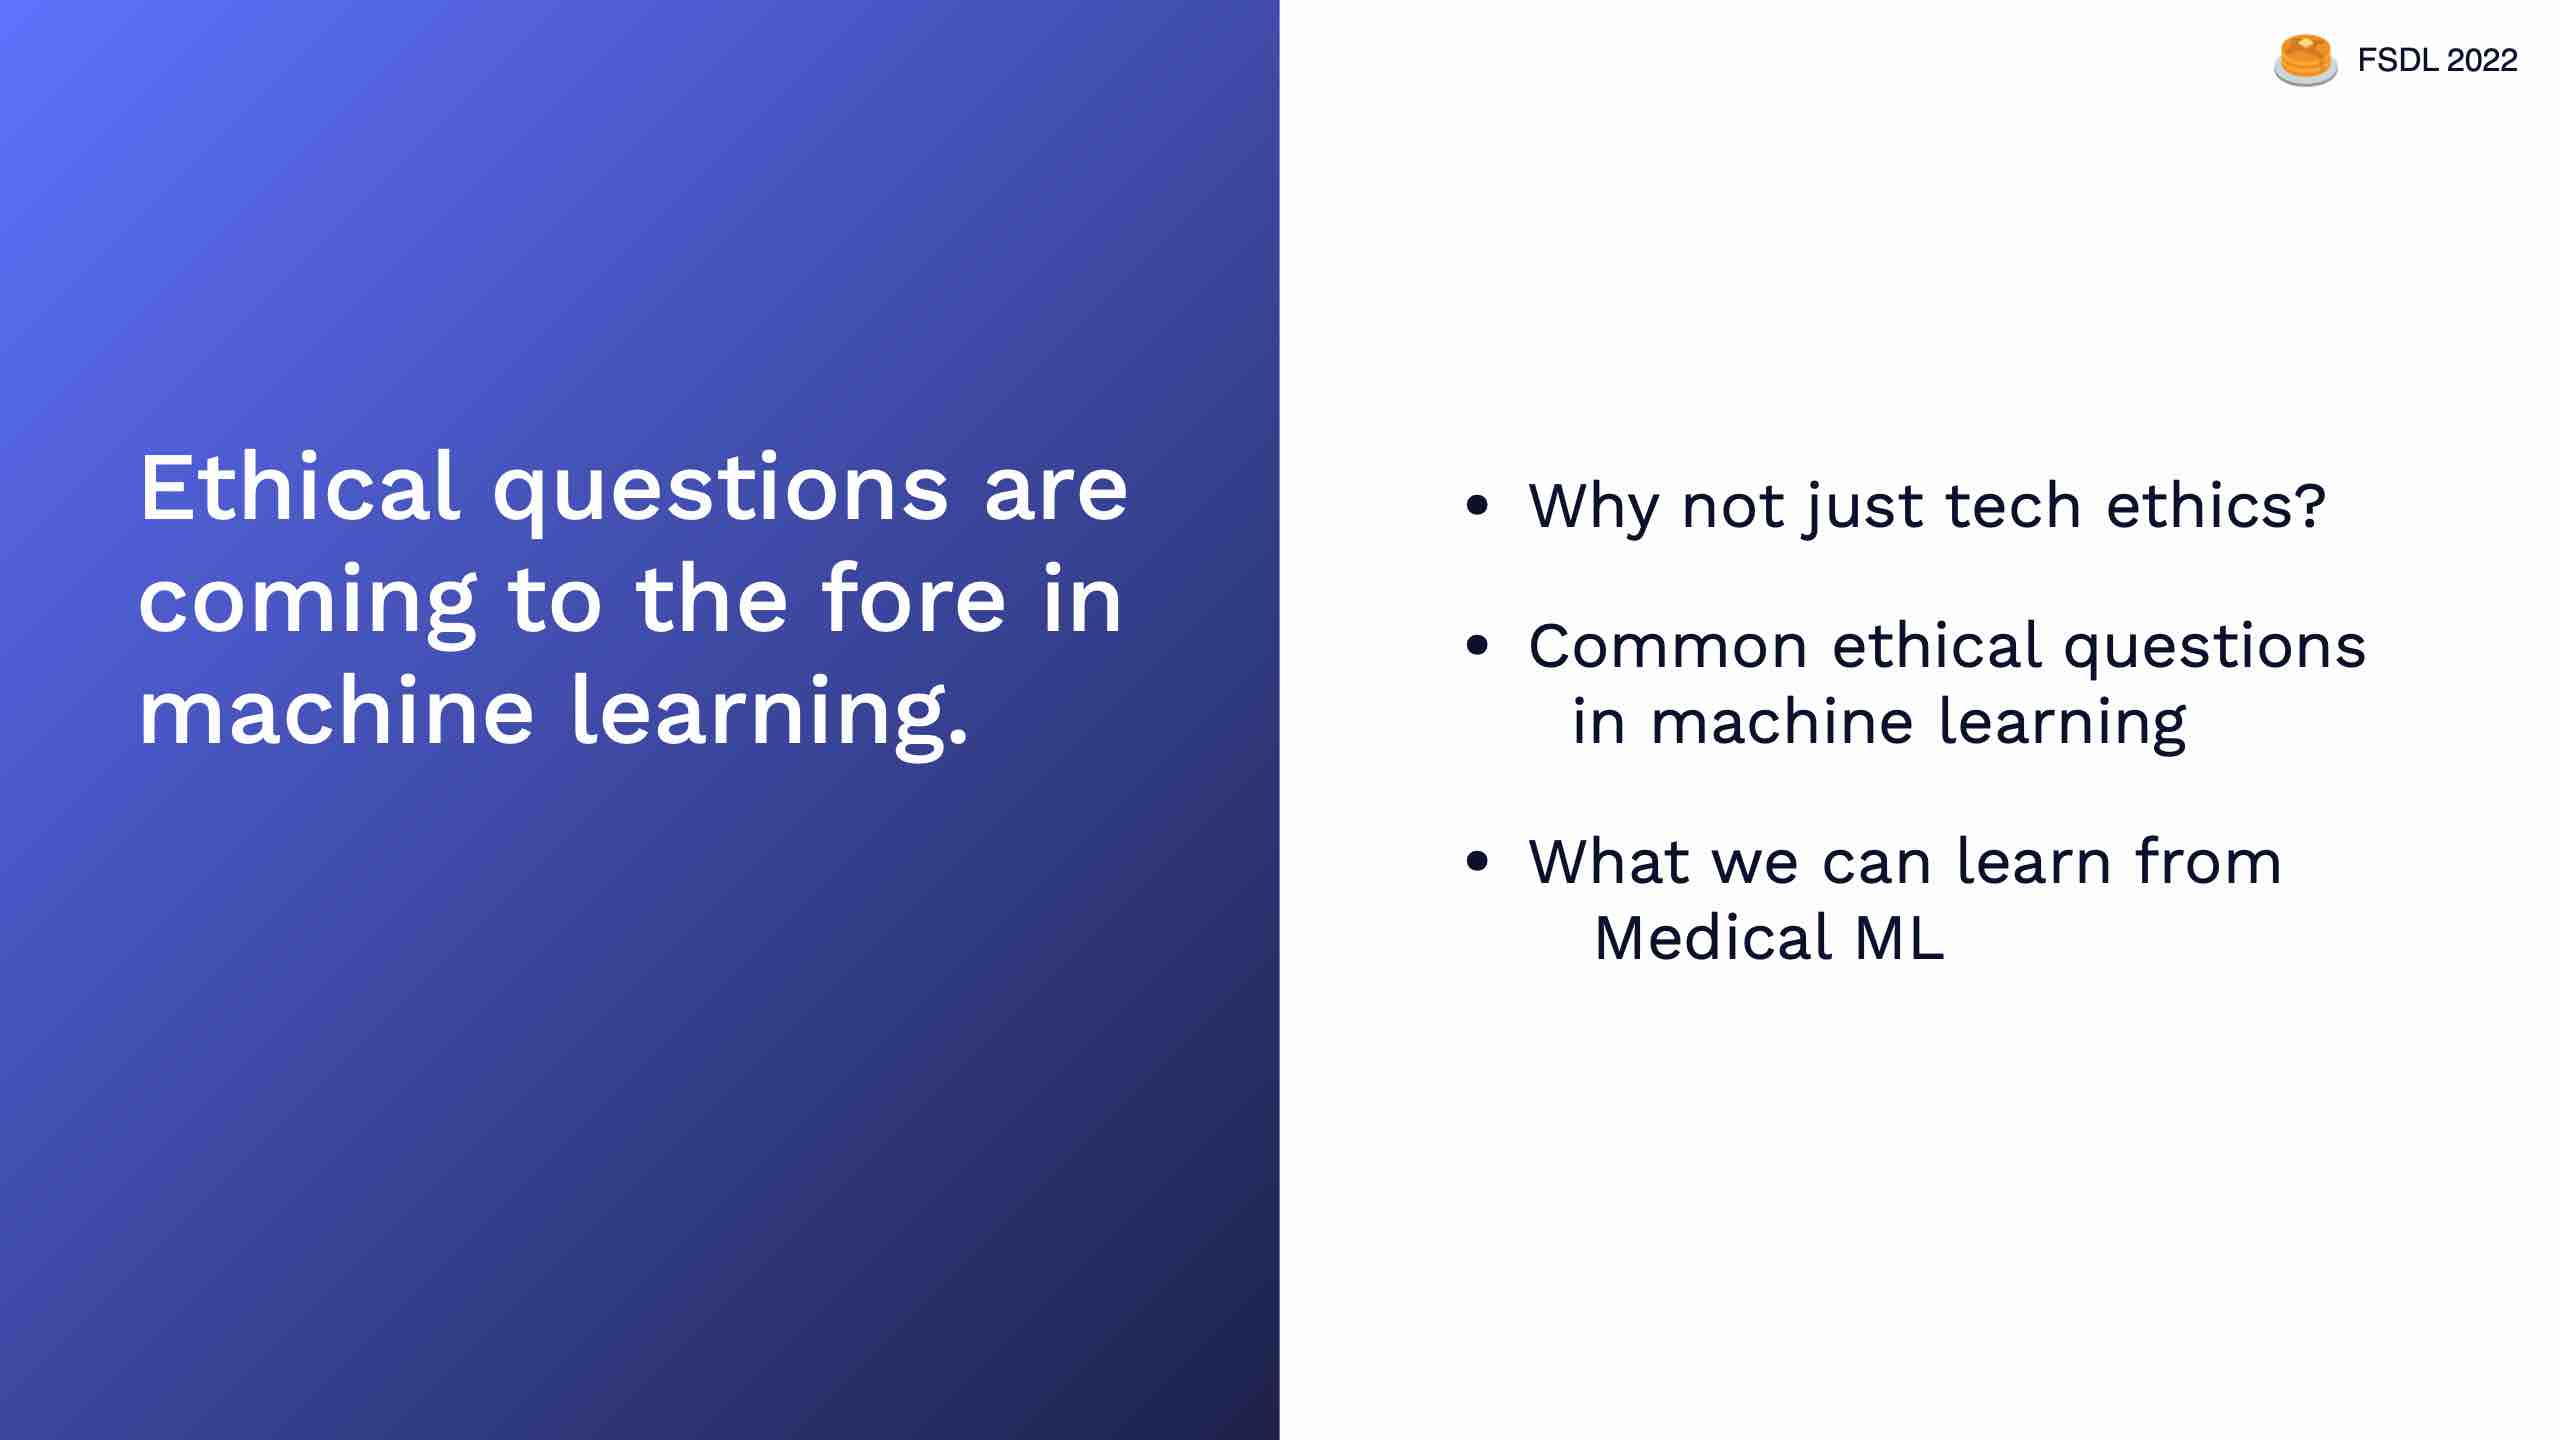 FSDL 2022
Ethical questions are
coming to the fore in
machine learning.
• Why not just tech ethics?
• Common ethical questions
in machine learning
• What we can learn from
Medical ML